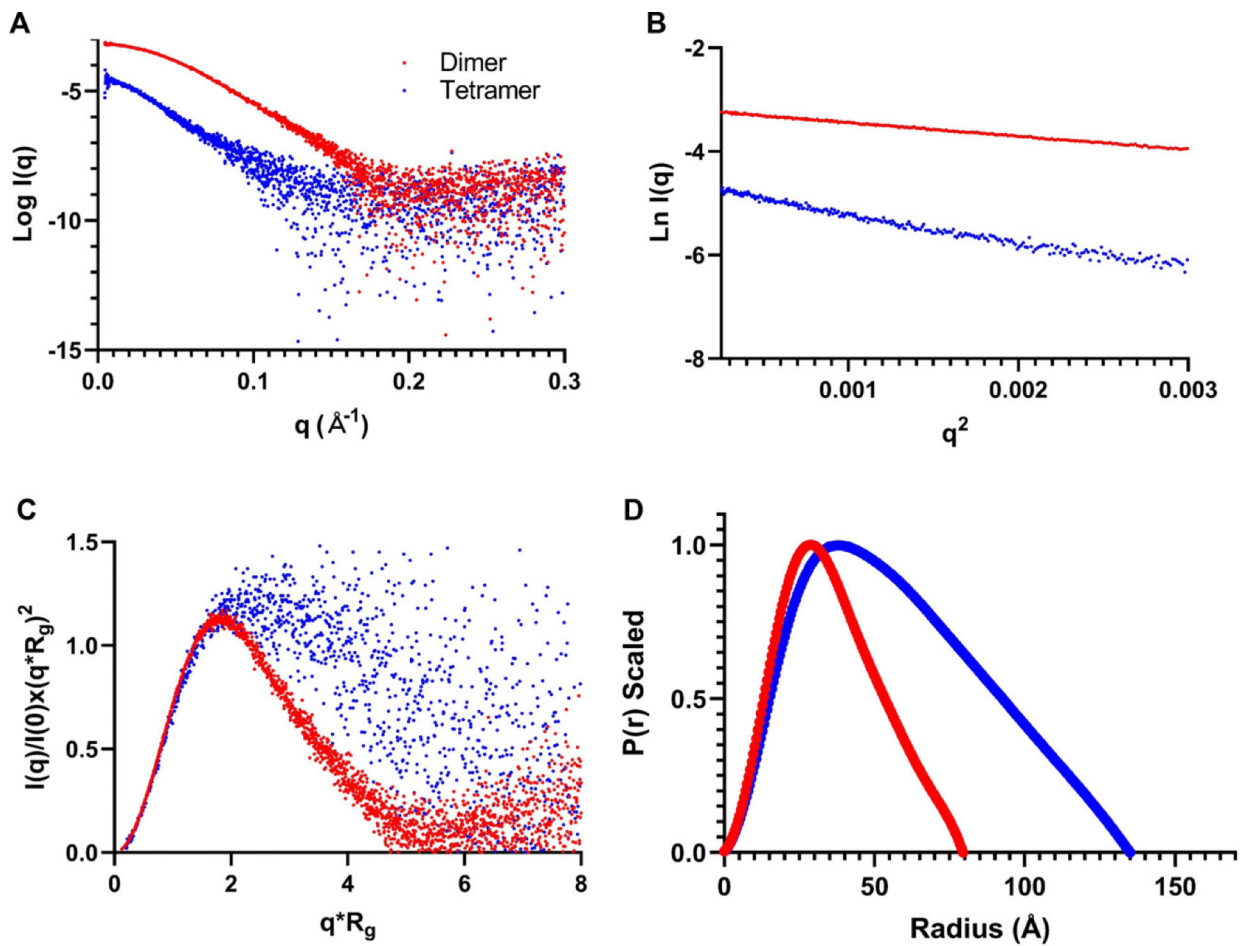 A
Log I(q)
-5
-10
-15
0.0 0.1 0.2 0.3
q (Å-1)
Dimer
Tetramer
B
Ln I(q)
-2
-4
-6
-8
0.001 0.002 0.003
q2
C
I(q)/I(0)x(q*Rg)2
1.5
1.0
0.5
0.0
0 2 4 6 8
q*Rg
D
P(r) Scaled
1.0
0.5
0.0
0 50 100 150
Radius (Å)